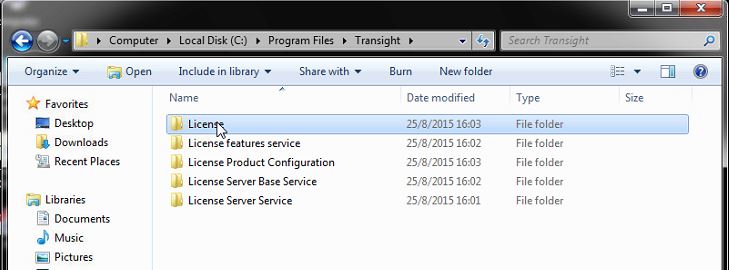 Computer ▸ Local Disk (C:) ▸ Program Files ▸ Transight ▸ Search Transight
Organize Open Include in library Share with Burn New folder
Name Date modified Type Size
Favorites
Desktop
Downloads
Recent Places
Libraries
Documents
Music
Pictures
License 25/8/2015 16:03 File folder
License features service 25/8/2015 16:02 File folder
License Product Configuration 25/8/2015 16:03 File folder
License Server Base Service 25/8/2015 16:02 File folder
License Server Service 25/8/2015 16:01 File folder